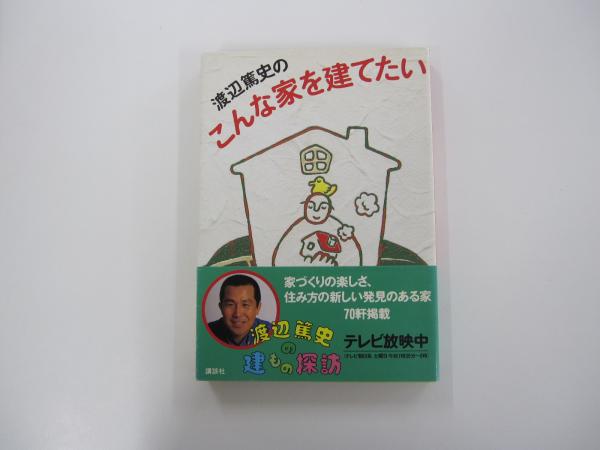 渡辺篤史の
こんな家を建てたい
家づくりの楽しさ、
住み方の新しい発見のある家
70軒掲載
渡辺篤史
の
建もの探訪
テレビ放映中
講談社